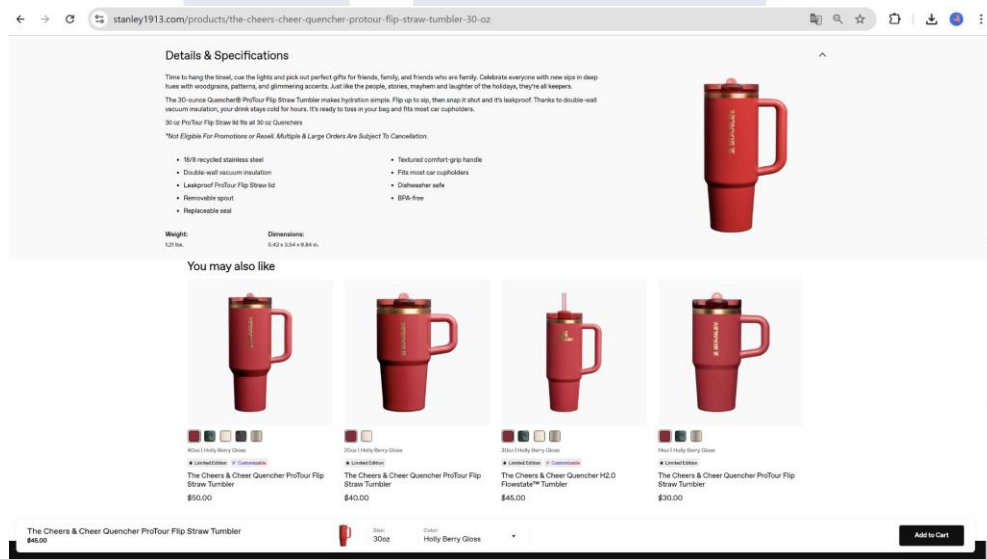 stanley1913.com/products/the-cheers-cheer-quencher-protour-flip-straw-tumbler-30-oz
Details & Specifications
Time to hang the tinsel, cue the lights and pick out perfect gifts for friends, family, and friends who are family. Celebrate everyone with new sips in deep
hues with woodgrains, patterns, and glimmering accents. Just like the people, stories, mayhem and laughter of the holidays, they're all keepers.
The 30-ounce Quencher® ProTour Flip Straw Tumbler makes hydration simple. Flip up to sip, then snap it shut and it's leakproof. Thanks to double-wall
vacuum insulation, your drink stays cold for hours. It's ready to toss in your bag and fits most car cupholders.
30 oz ProTour Flip Straw lid fits all 30 oz Quenchers
*Not Eligible For Promotions or Resell. Multiple & Large Orders Are Subject To Cancellation.
• 18/8 recycled stainless steel
• Double-wall vacuum insulation
• Leakproof ProTour Flip Straw lid
• Removable spout
• Replaceable seal
• Textured comfort-grip handle
• Fits most car cupholders
• Dishwasher safe
• BPA-free
Weight:
1.21 lbs.
Dimensions:
5.43 x 3.54 x 9.84 in.
STANLEY
You may also like
STANLEY
STANLEY
STANLEY
40oz | Holly Berry Gloss
★ Limited Edition Customizable
The Cheers & Cheer Quencher ProTour Flip
Straw Tumbler
$50.00
20oz | Holly Berry Gloss
★ Limited Edition
The Cheers & Cheer Quencher ProTour Flip
Straw Tumbler
$40.00
30oz | Holly Berry Gloss
★ Limited Edition Customizable
The Cheers & Cheer Quencher H2.0
Flowstate™ Tumbler
$45.00
14oz | Holly Berry Gloss
★ Limited Edition
The Cheers & Cheer Quencher ProTour Flip
Straw Tumbler
$30.00
The Cheers & Cheer Quencher ProTour Flip Straw Tumbler
$45.00
Size:
30oz
Color:
Holly Berry Gloss
Add to Cart